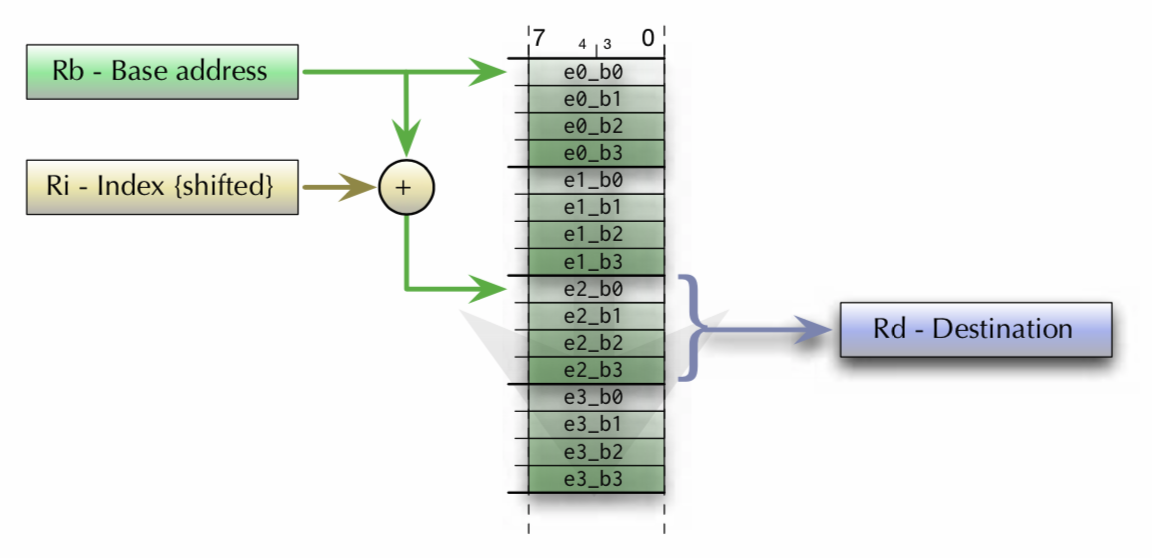 7 4 3 0
Rb - Base address
e0_b0
e0_b1
e0_b2
e0_b3
Ri - Index {shifted}
+
e1_b0
e1_b1
e1_b2
e1_b3
e2_b0
e2_b1
e2_b2
e2_b3
Rd - Destination
e3_b0
e3_b1
e3_b2
e3_b3